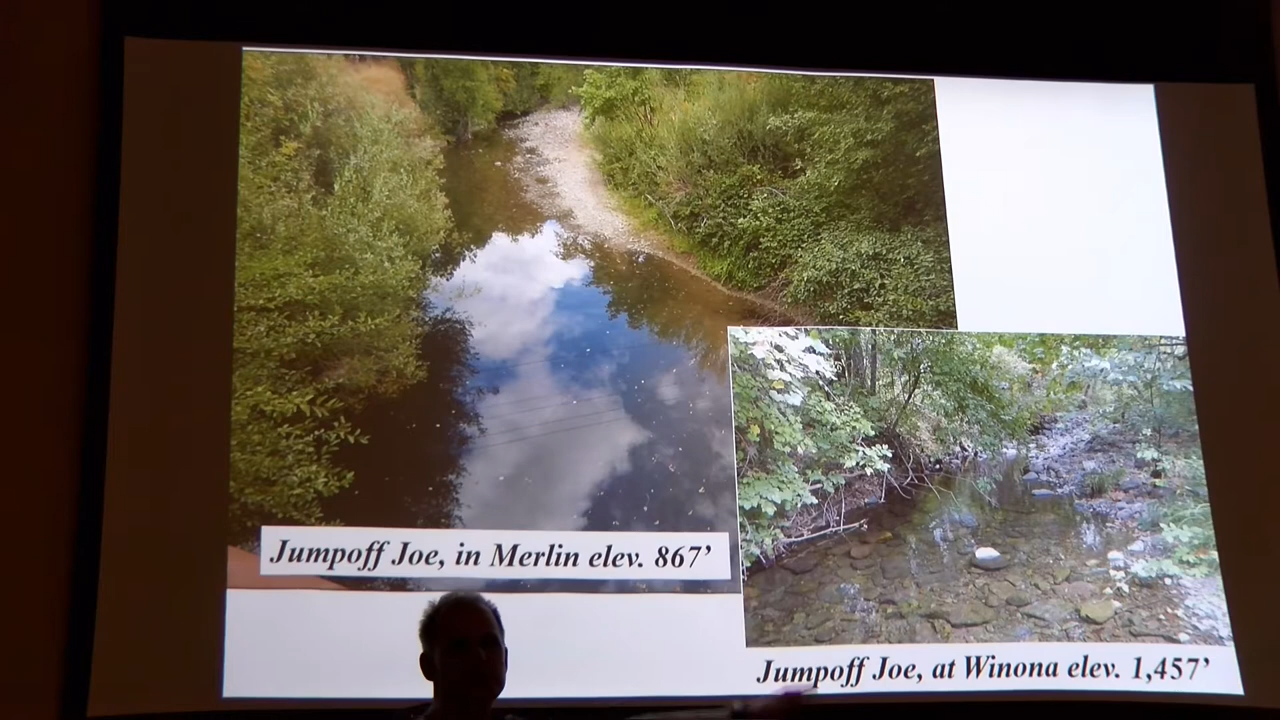 Jumpoff Joe, in Merlin elev. 867’
Jumpoff Joe, at Winona elev. 1,457’